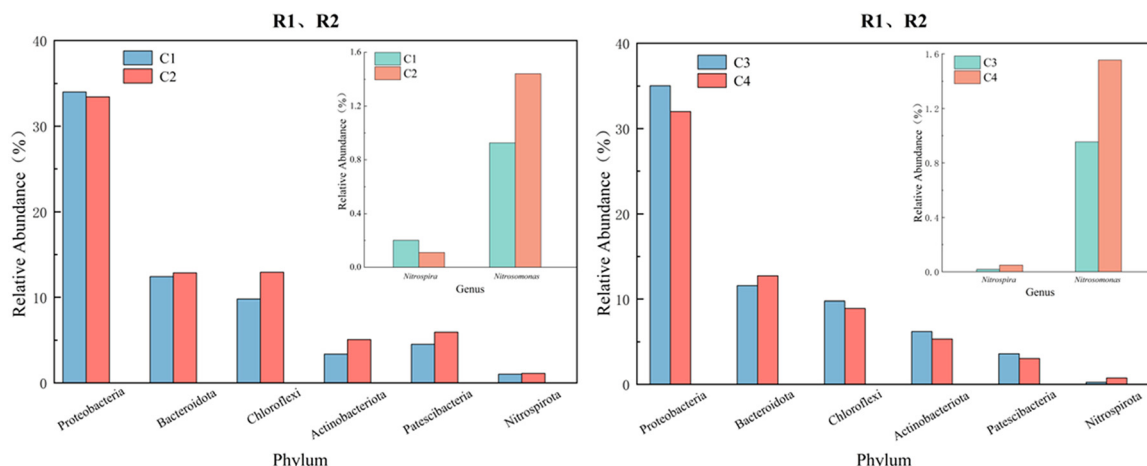 R1、R2
40
30
20
10
0
Relative Abundance（%）
C1
C2
1.6
1.2
0.8
0.4
0.0
Relative Abundance（%）
C1
C2
Nitrospira
Nitrosomonas
Genus
Proteobacteria
Bacteroidota
Chloroflexi
Actinobacteriota
Patescibacteria
Nitrospirota
Phylum
R1、R2
40
30
20
10
0
Relative Abundance（%）
C3
C4
1.6
1.2
0.8
0.4
0.0
Relative Abundance（%）
C3
C4
Nitrospira
Nitrosomonas
Genus
Proteobacteria
Bacteroidota
Chloroflexi
Actinobacteriota
Patescibacteria
Nitrospirota
Phylum